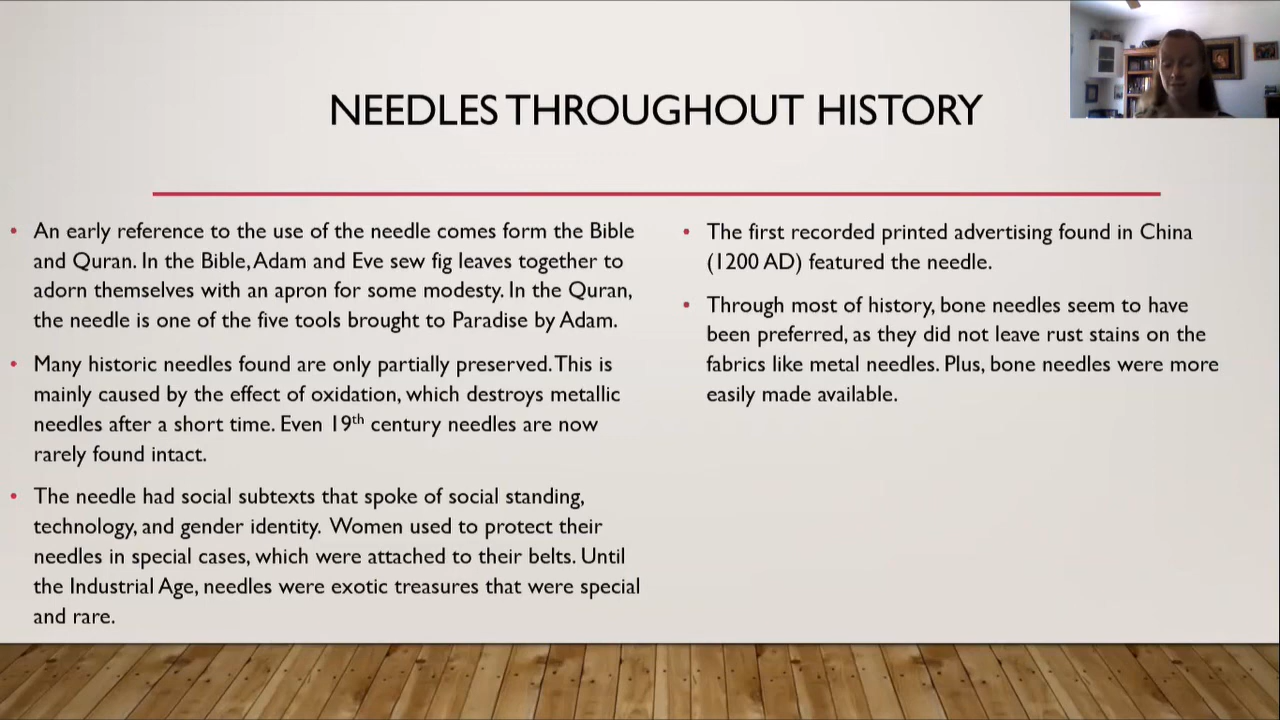 NEEDLES THROUGHOUT HISTORY
• An early reference to the use of the needle comes form the Bible
and Quran. In the Bible, Adam and Eve sew fig leaves together to
adorn themselves with an apron for some modesty. In the Quran,
the needle is one of the five tools brought to Paradise by Adam.
• Many historic needles found are only partially preserved. This is
mainly caused by the effect of oxidation, which destroys metallic
needles after a short time. Even 19th century needles are now
rarely found intact.
• The needle had social subtexts that spoke of social standing,
technology, and gender identity.  Women used to protect their
needles in special cases, which were attached to their belts. Until
the Industrial Age, needles were exotic treasures that were special
and rare.
• The first recorded printed advertising found in China
(1200 AD) featured the needle.
• Through most of history, bone needles seem to have
been preferred, as they did not leave rust stains on the
fabrics like metal needles. Plus, bone needles were more
easily made available.